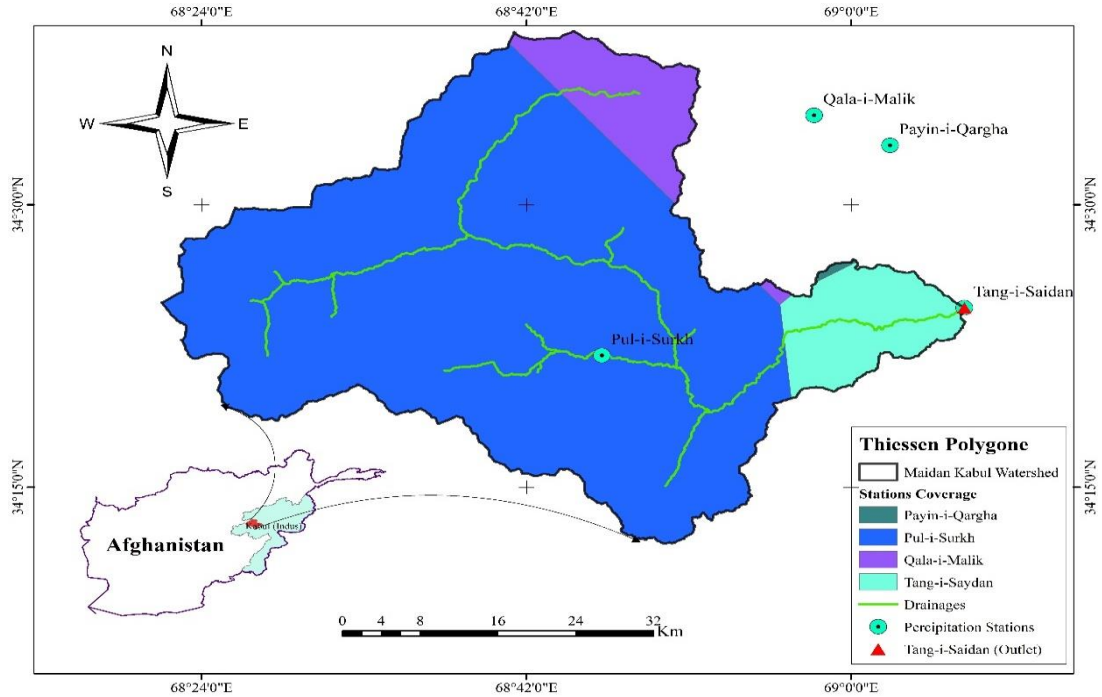 68°24'0"E
68°42'0"E
69°0'0"E
N
W
E
S
Qala-i-Malik
Payin-i-Qargha
34°30'0"N
34°30'0"N
Tang-i-Saidan
Pul-i-Surkh
34°15'0"N
34°15'0"N
Kabul (Indus)
Afghanistan
Thiessen Polygone
Maidan Kabul Watershed
Stations Coverage
Payin-i-Qargha
Pul-i-Surkh
Qala-i-Malik
Tang-i-Saydan
Drainages
Percipitation Stations
Tang-i-Saidan (Outlet)
0 2 4 8 16 24 32
Km
68°24'0"E
68°42'0"E
69°0'0"E